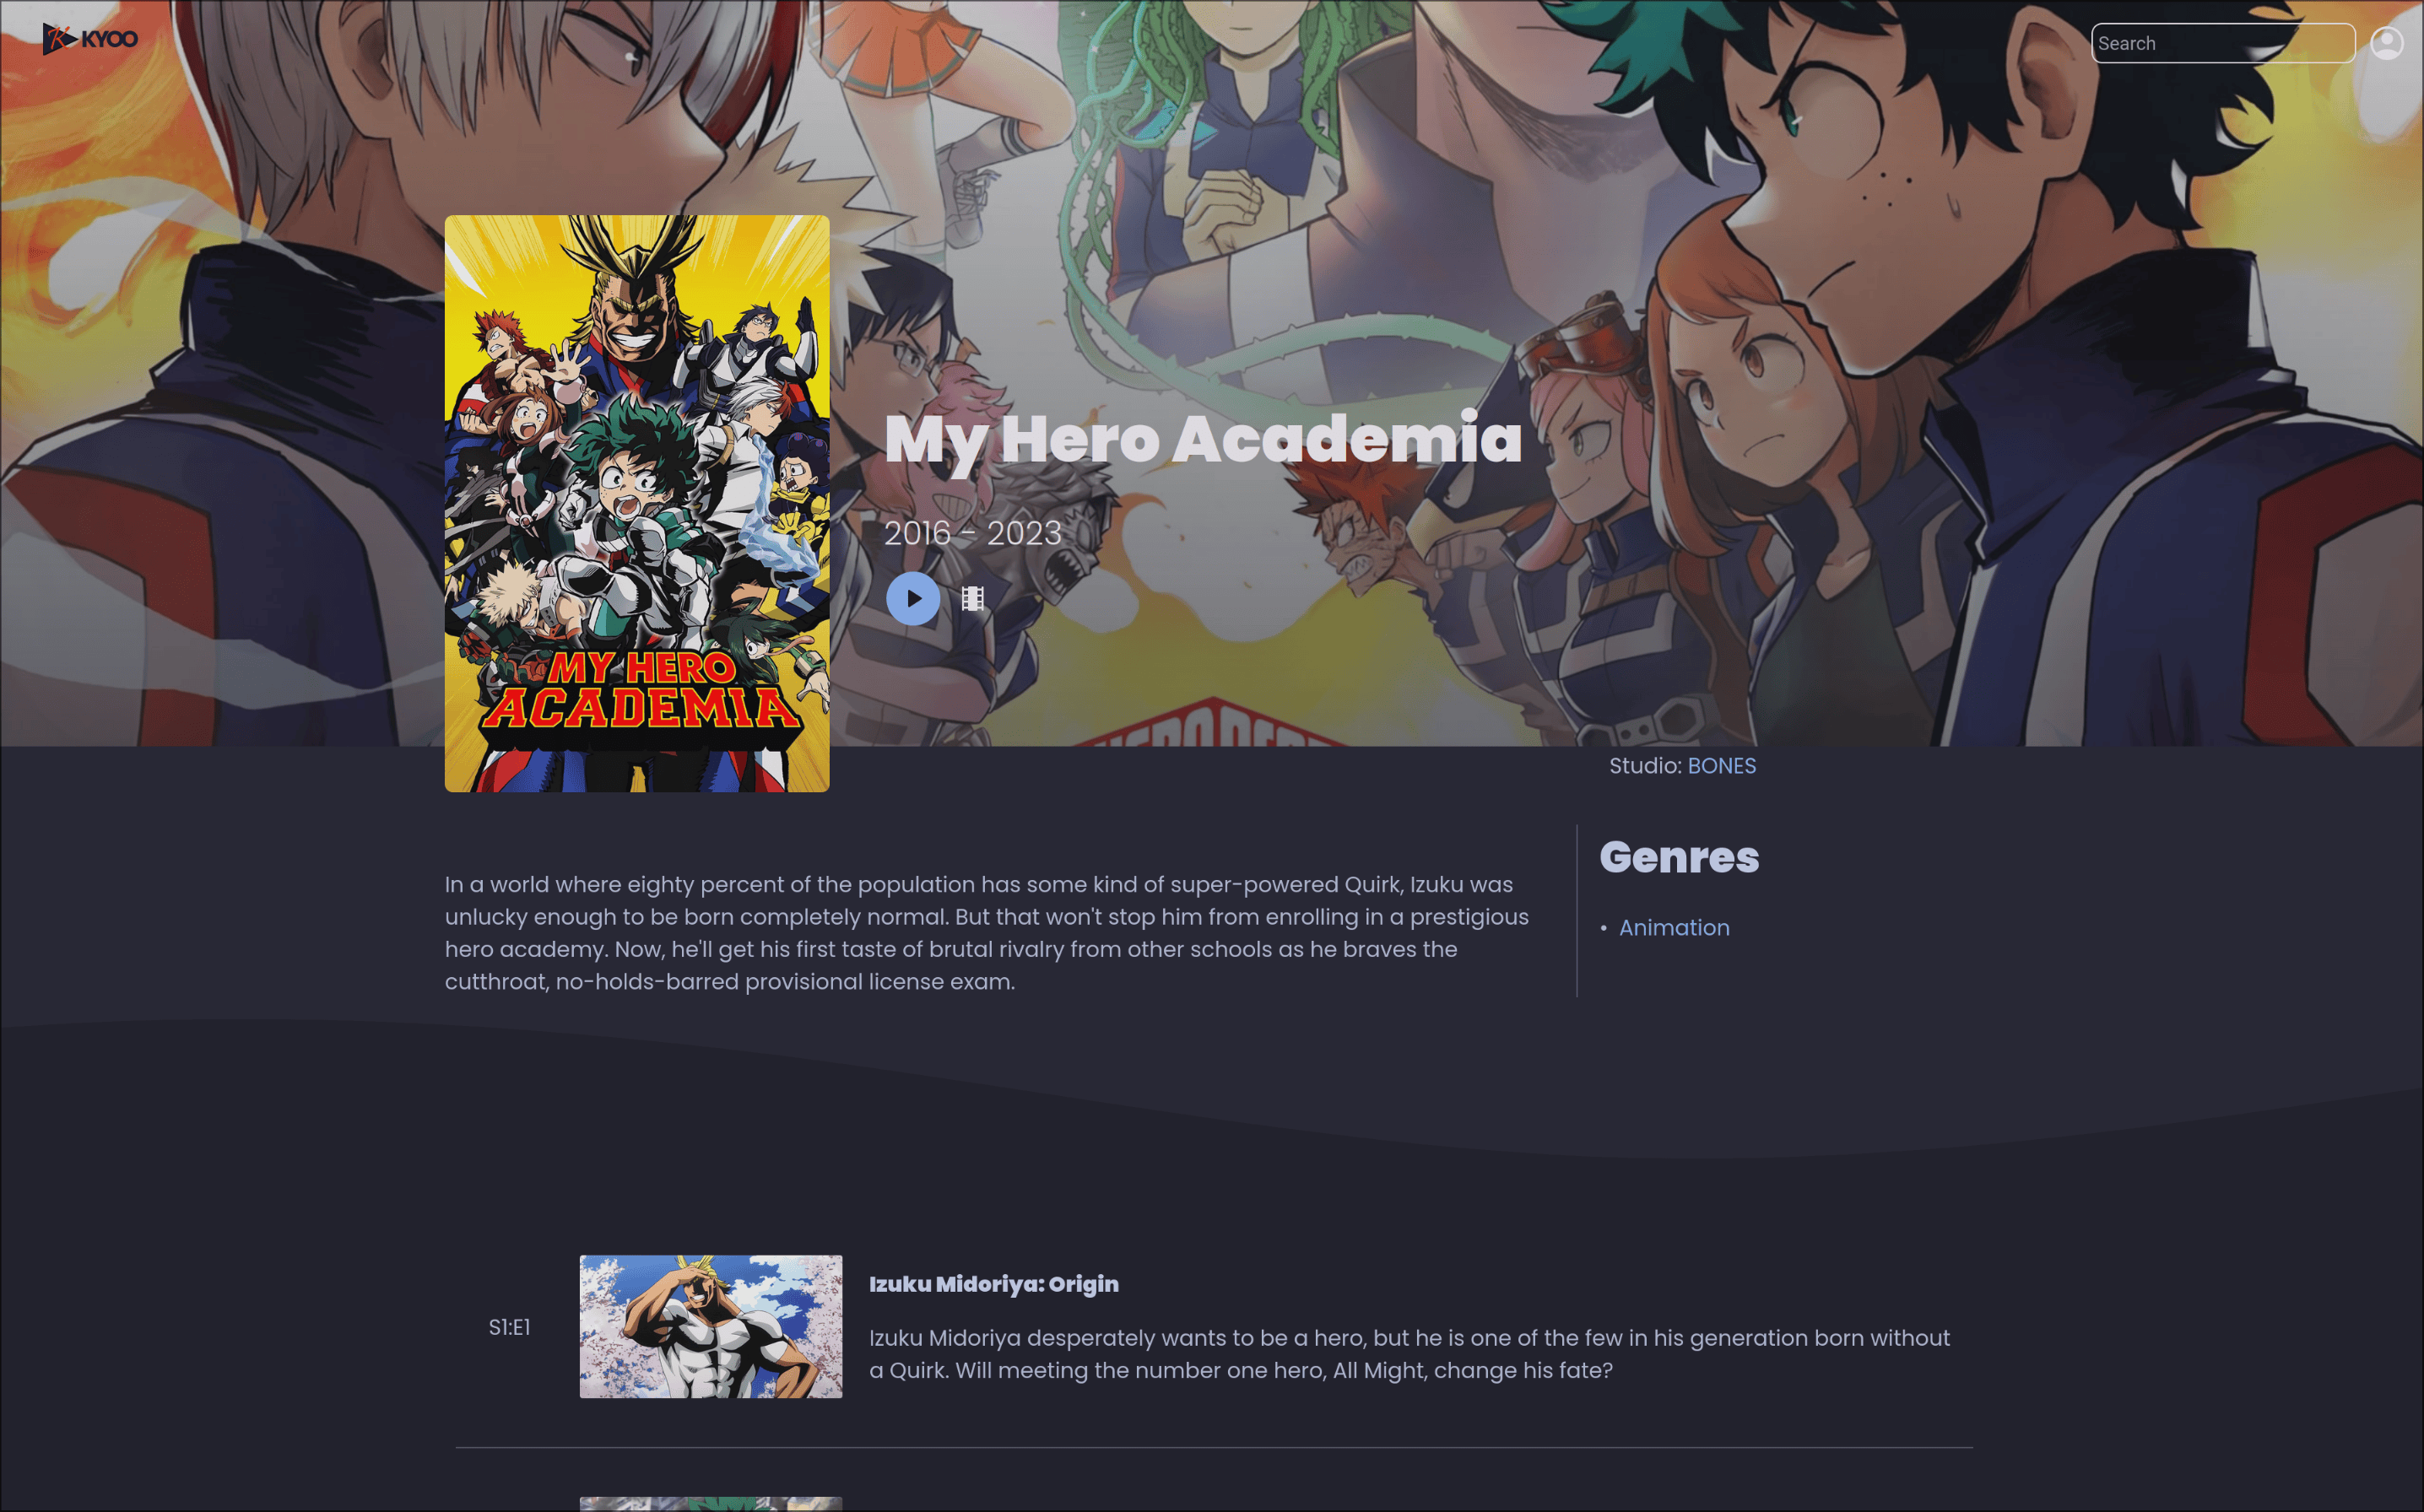 KYOO
Search
My Hero Academia
2016 - 2023
MY HERO
ACADEMIA
Studio: BONES
In a world where eighty percent of the population has some kind of super-powered Quirk, Izuku was
unlucky enough to be born completely normal. But that won't stop him from enrolling in a prestigious
hero academy. Now, he'll get his first taste of brutal rivalry from other schools as he braves the
cutthroat, no-holds-barred provisional license exam.
Genres
• Animation
S1:E1
Izuku Midoriya: Origin
Izuku Midoriya desperately wants to be a hero, but he is one of the few in his generation born without
a Quirk. Will meeting the number one hero, All Might, change his fate?